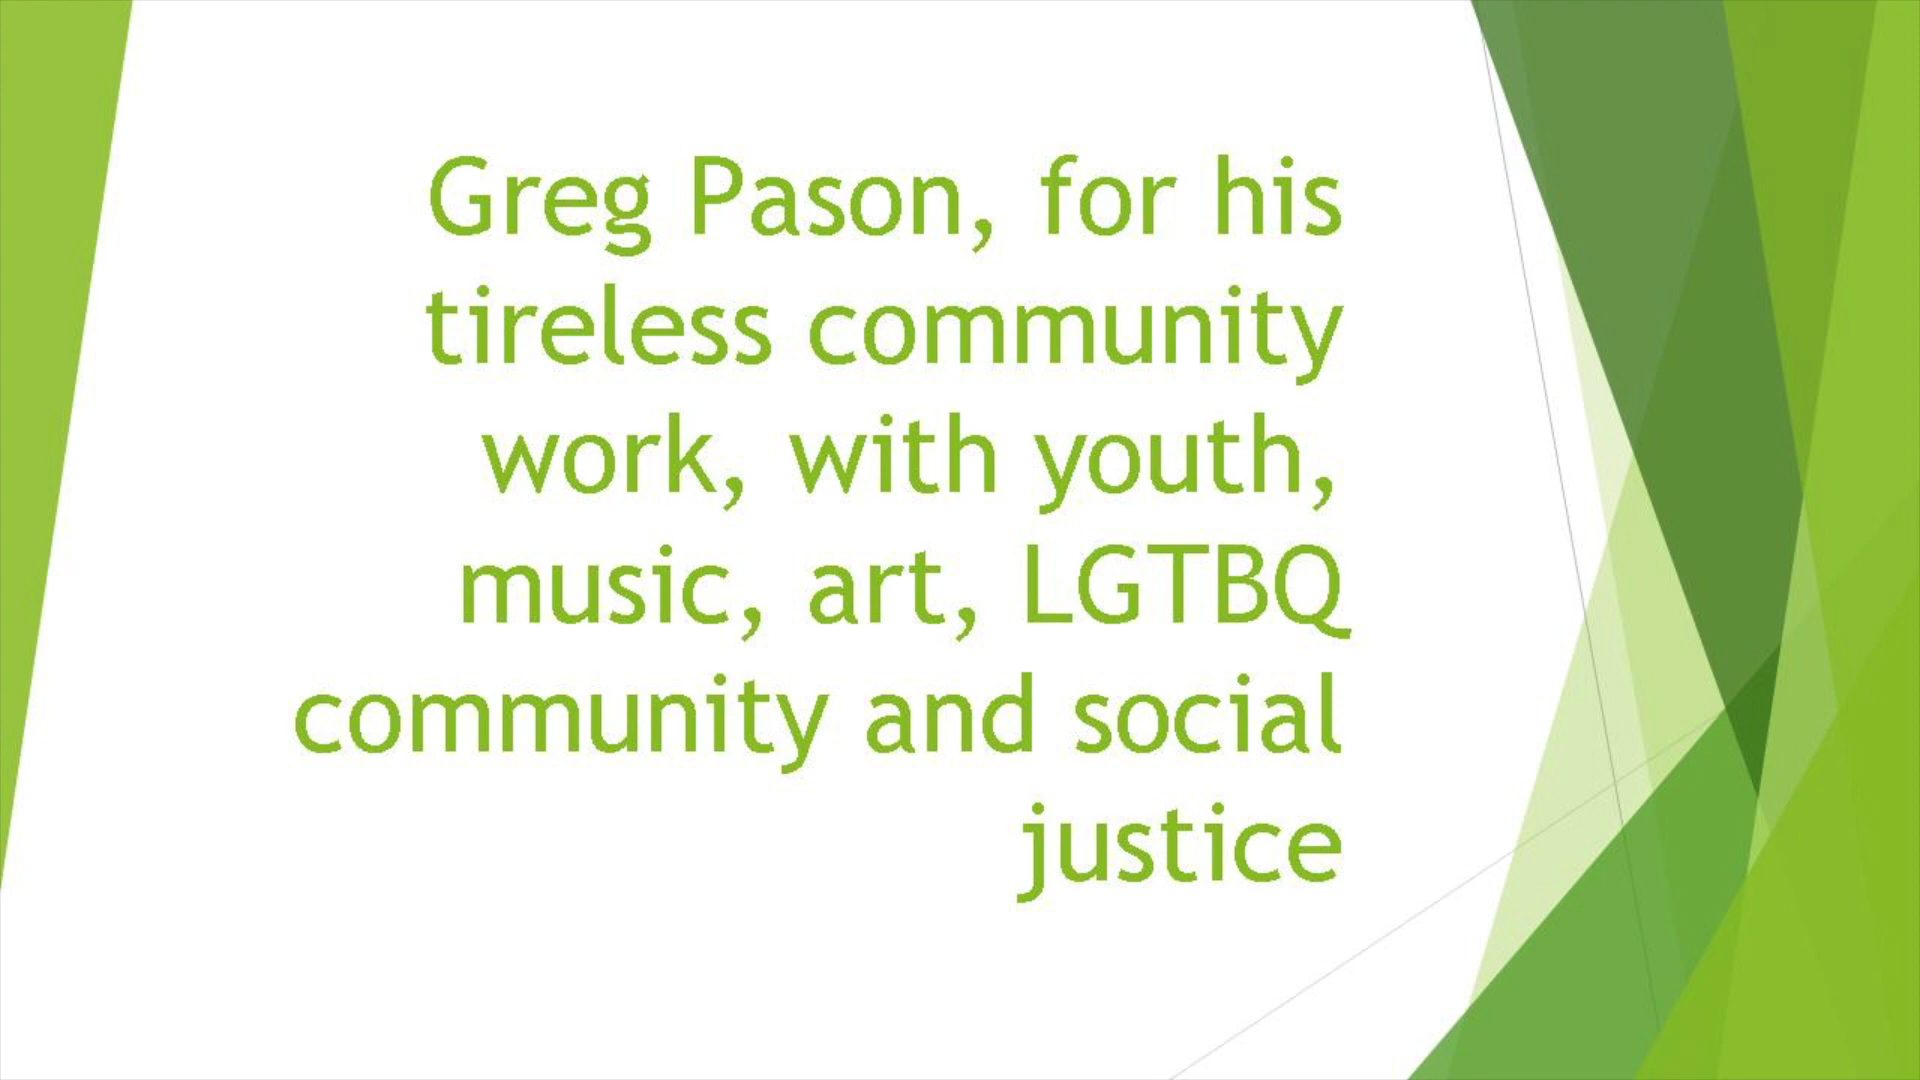 Greg Pason, for his
tireless community
work, with youth,
music, art, LGTBQ
community and social
justice